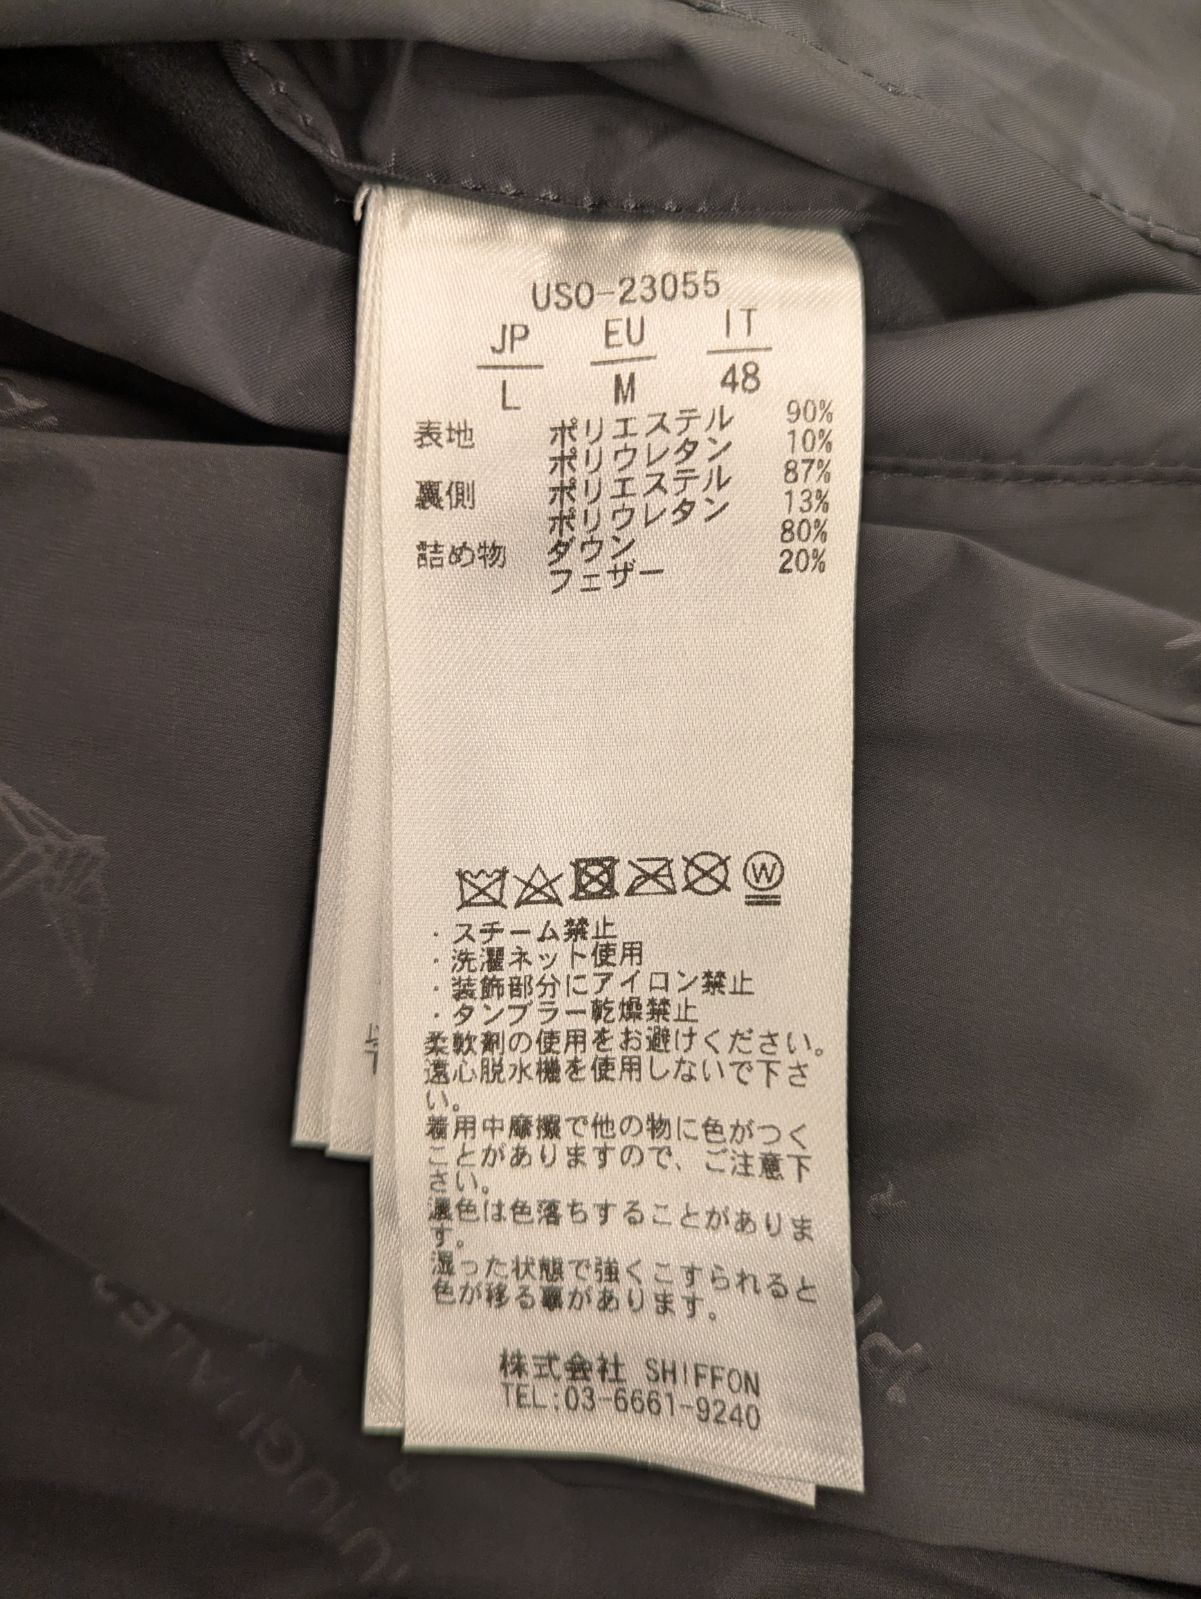 USO-23055
JP EU IT
L M 48
表地 ポリエステル 90%
ポリウレタン 10%
裏側 ポリエステル 87%
ポリウレタン 13%
詰め物 ダウン 80%
フェザー 20%
W
・スチーム禁止
・洗濯ネット使用
・装飾部分にアイロン禁止
・タンブラー乾燥禁止
柔軟剤の使用をお避けください。
遠心脱水機を使用しないで下さ
い。
着用中摩擦で他の物に色がつく
ことがありますので、ご注意下
さい。
濃色は色落ちすることがありま
す。
湿った状態で強くこすられると
色が移る事があります。
株式会社 SHIFFON
TEL:03-6661-9240